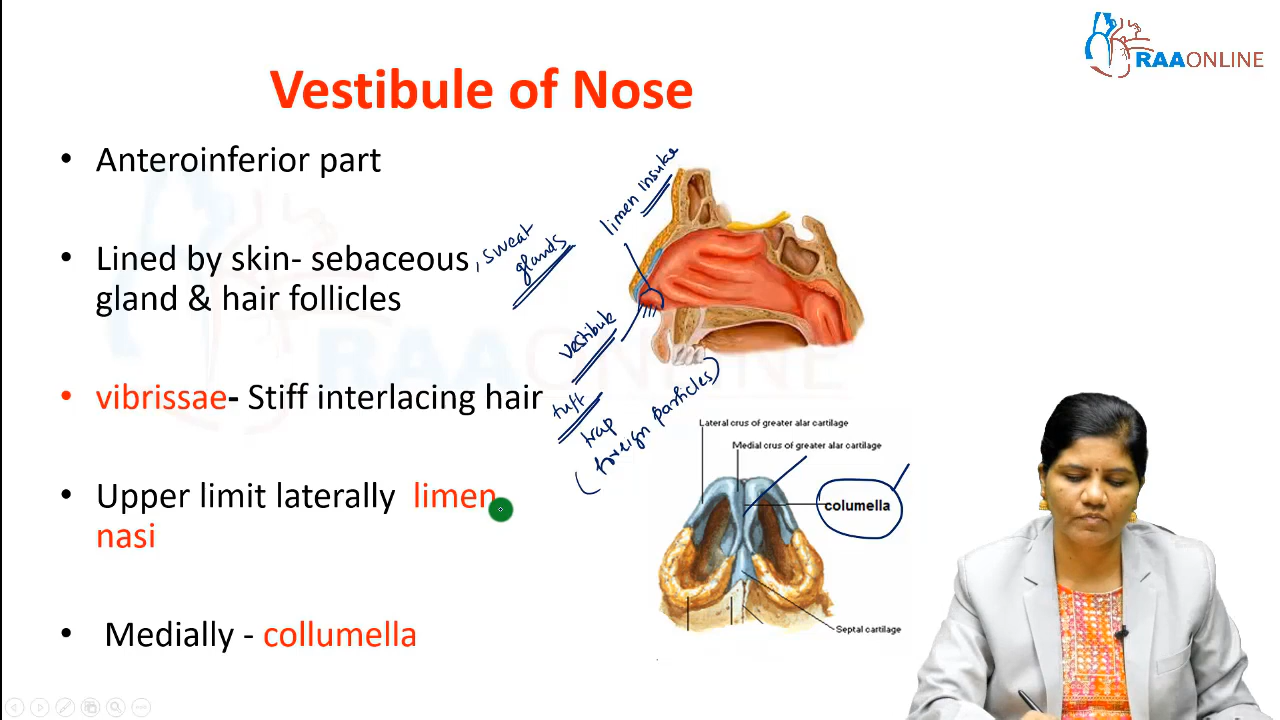 RAAONLINE
Vestibule of Nose
• Anteroinferior part
• Lined by skin- sebaceous
gland & hair follicles
, sweat
glands
• vibrissae- Stiff interlacing hair
• Upper limit laterally limen
nasi
• Medially - collumella
limen insulae
vestibule
tuft
trap
(foreign particles)
Lateral crus of greater alar cartilage
Medial crus of greater alar cartilage
columella
Septal cartilage
RAAONLINE